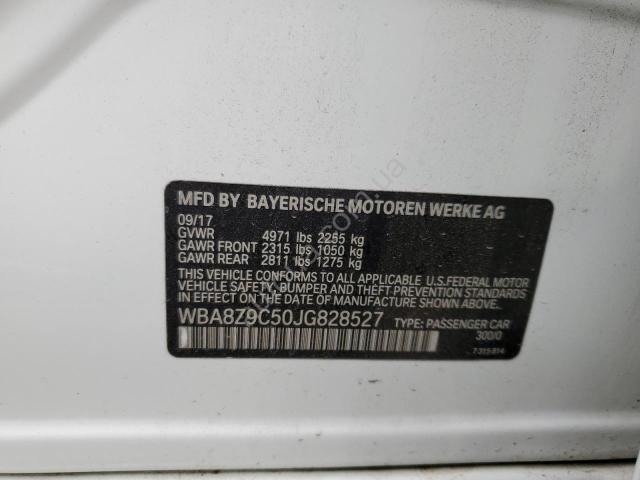 MFD BY BAYERISCHE MOTOREN WERKE AG
09/17
GVWR 4971 lbs 2255 kg
GAWR FRONT 2315 lbs 1050 kg
GAWR REAR 2811 lbs 1275 kg
THIS VEHICLE CONFORMS TO ALL APPLICABLE U.S.FEDERAL MOTOR
VEHICLE SAFETY, BUMPER AND THEFT PREVENTION STANDARDS
IN EFFECT ON THE DATE OF MANUFACTURE SHOWN ABOVE.
WBA8Z9C50JG828527 TYPE: PASSENGER CAR
300/0
7315814